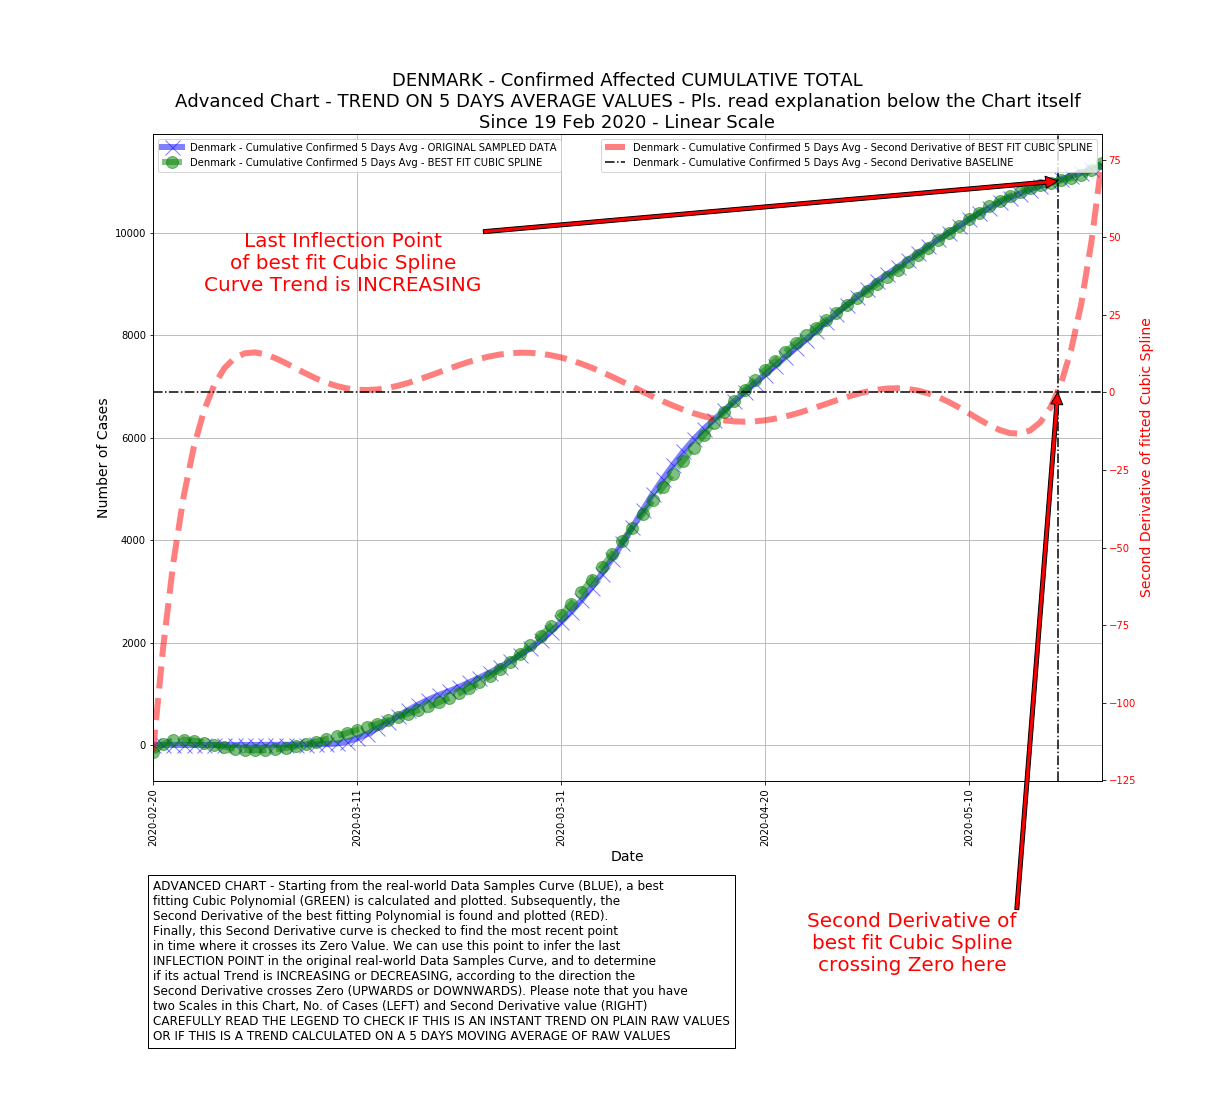 DENMARK - Confirmed Affected CUMULATIVE TOTAL
Advanced Chart - TREND ON 5 DAYS AVERAGE VALUES - Pls. read explanation below the Chart itself
Since 19 Feb 2020 - Linear Scale
Denmark - Cumulative Confirmed 5 Days Avg - ORIGINAL SAMPLED DATA
Denmark - Cumulative Confirmed 5 Days Avg - BEST FIT CUBIC SPLINE
Denmark - Cumulative Confirmed 5 Days Avg - Second Derivative of BEST FIT CUBIC SPLINE
Denmark - Cumulative Confirmed 5 Days Avg - Second Derivative BASELINE
Last Inflection Point
of best fit Cubic Spline
Curve Trend is INCREASING
Number of Cases
10000
8000
6000
4000
2000
0
75
50
25
0
−25
−50
−75
−100
−125
Second Derivative of fitted Cubic Spline
2020-02-20
2020-03-11
2020-03-31
2020-04-20
2020-05-10
Date
ADVANCED CHART - Starting from the real-world Data Samples Curve (BLUE), a best
fitting Cubic Polynomial (GREEN) is calculated and plotted. Subsequently, the
Second Derivative of the best fitting Polynomial is found and plotted (RED).
Finally, this Second Derivative curve is checked to find the most recent point
in time where it crosses its Zero Value. We can use this point to infer the last
INFLECTION POINT in the original real-world Data Samples Curve, and to determine
if its actual Trend is INCREASING or DECREASING, according to the direction the
Second Derivative crosses Zero (UPWARDS or DOWNWARDS). Please note that you have
two Scales in this Chart, No. of Cases (LEFT) and Second Derivative value (RIGHT)
CAREFULLY READ THE LEGEND TO CHECK IF THIS IS AN INSTANT TREND ON PLAIN RAW VALUES
OR IF THIS IS A TREND CALCULATED ON A 5 DAYS MOVING AVERAGE OF RAW VALUES
Second Derivative of
best fit Cubic Spline
crossing Zero here